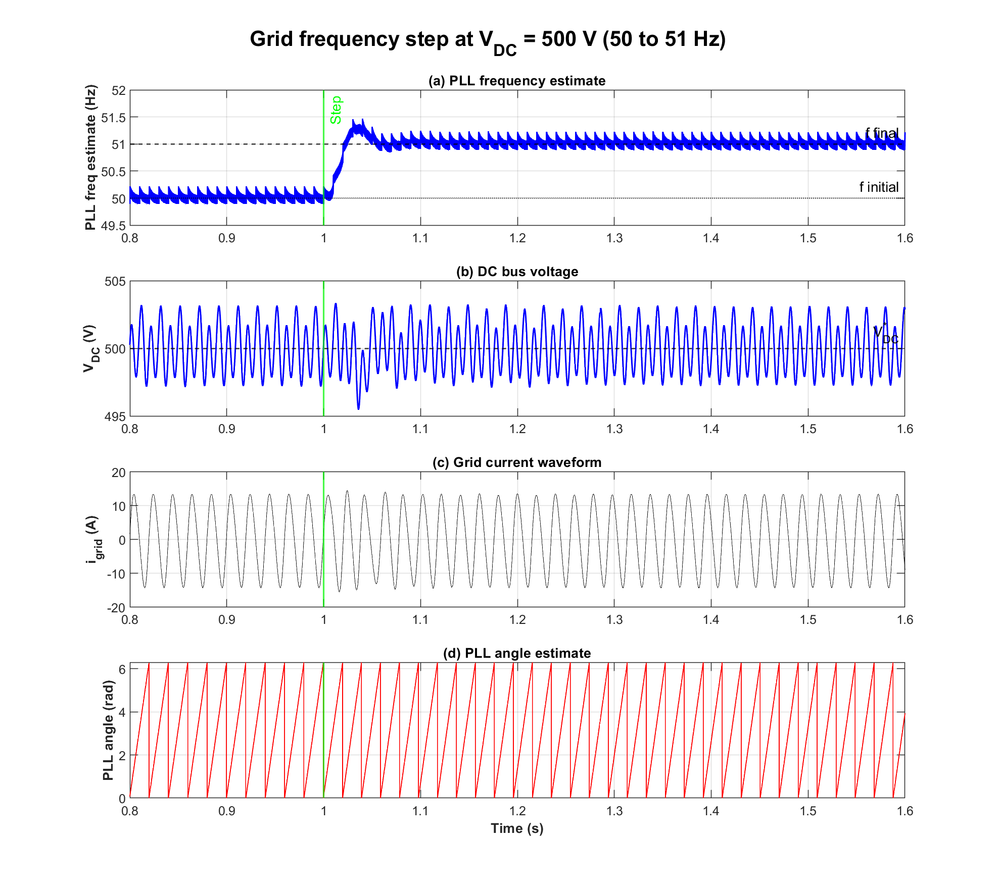 Grid frequency step at V_DC = 500 V (50 to 51 Hz)
(a) PLL frequency estimate
PLL freq estimate (Hz)
52
51.5
51
50.5
50
49.5
Step
f final
f initial
0.8 0.9 1 1.1 1.2 1.3 1.4 1.5 1.6
(b) DC bus voltage
V_DC (V)
505
500
495
V*_DC
0.8 0.9 1 1.1 1.2 1.3 1.4 1.5 1.6
(c) Grid current waveform
i_grid (A)
20
10
0
-10
-20
0.8 0.9 1 1.1 1.2 1.3 1.4 1.5 1.6
(d) PLL angle estimate
PLL angle (rad)
6
4
2
0
0.8 0.9 1 1.1 1.2 1.3 1.4 1.5 1.6
Time (s)